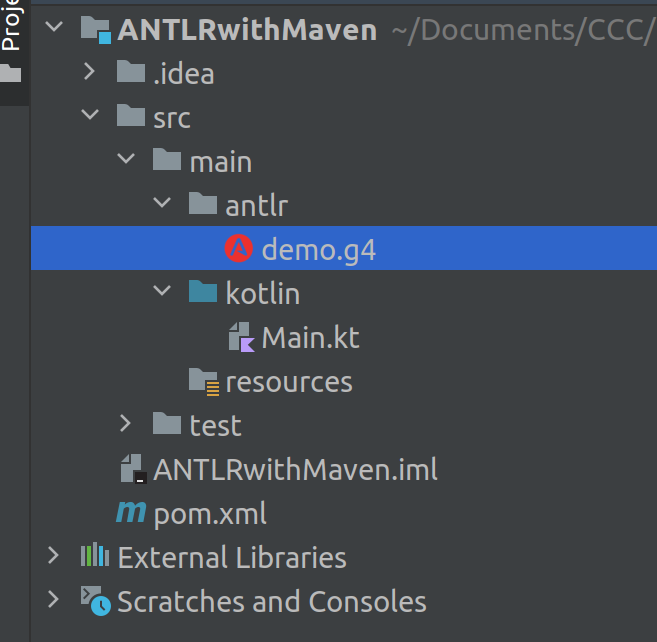 Proje
ANTLRwithMaven ~/Documents/CCC/
.idea
src
main
antlr
demo.g4
kotlin
Main.kt
resources
test
ANTLRwithMaven.iml
pom.xml
External Libraries
Scratches and Consoles